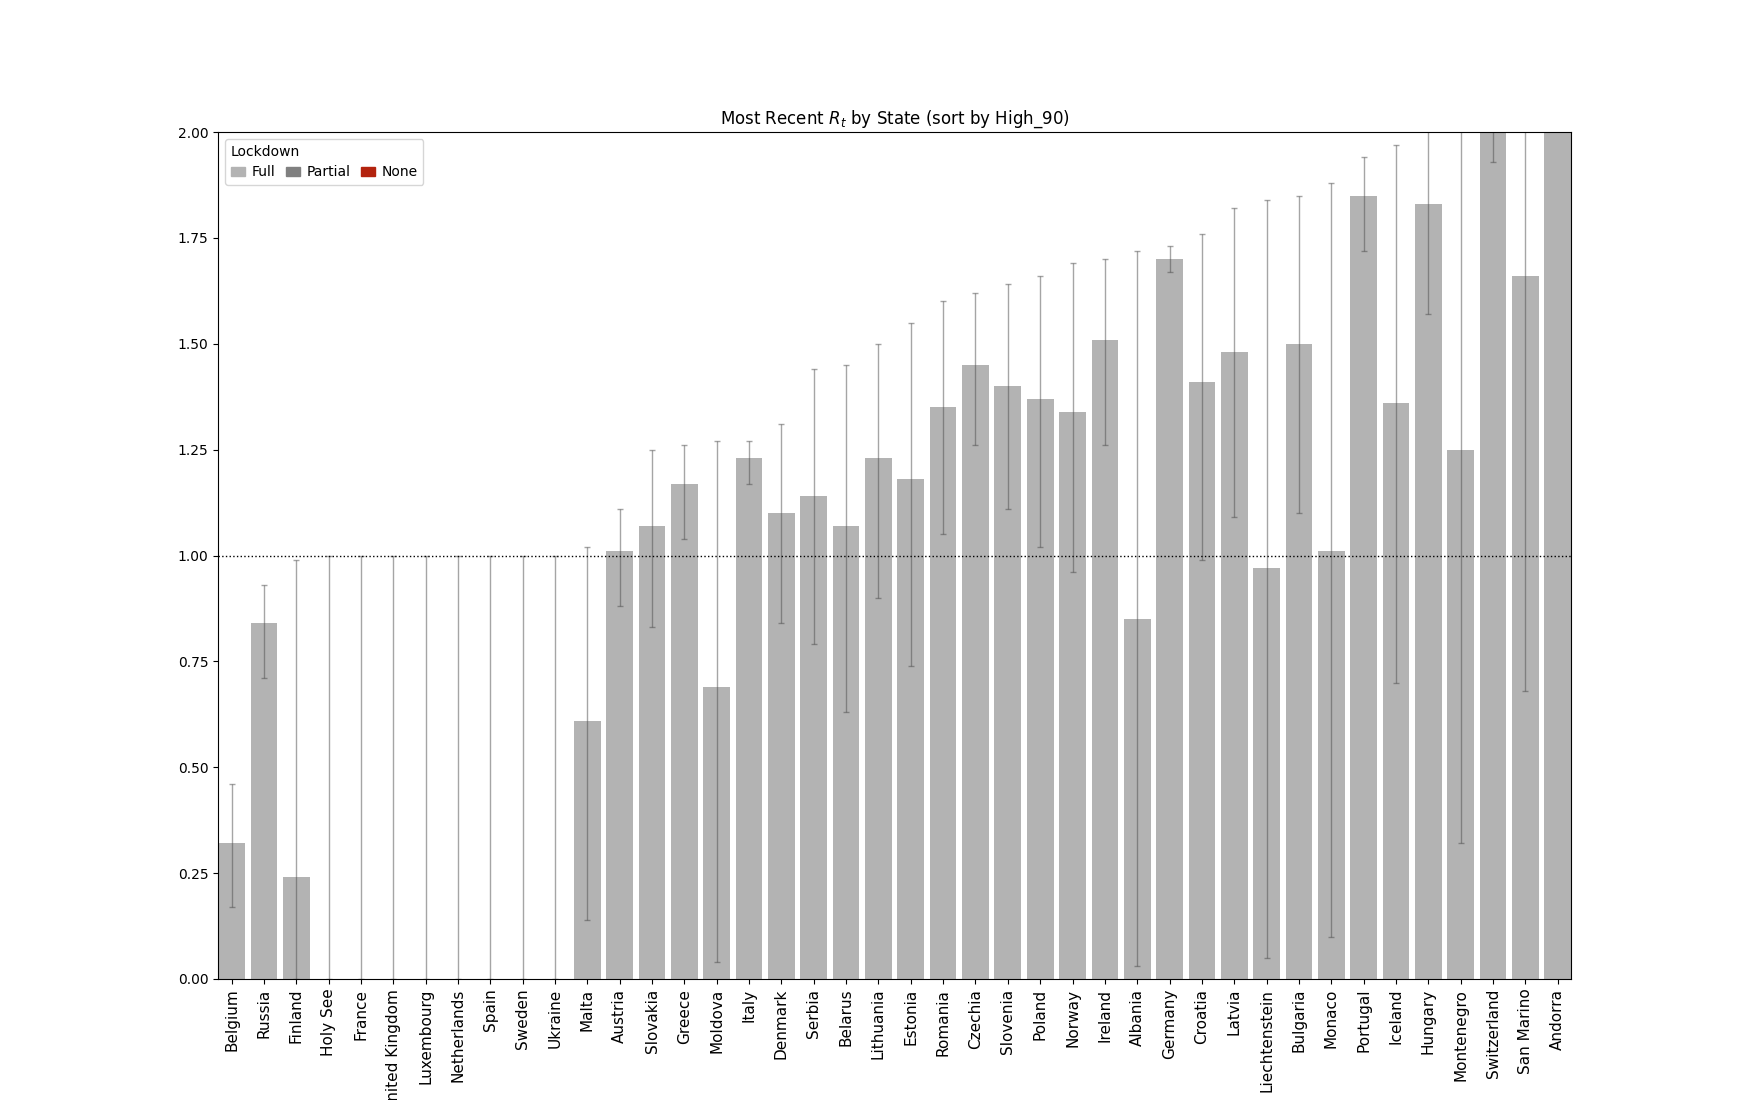 Most Recent R_t by State (sort by High_90)
Lockdown
Full Partial None
2.00
1.75
1.50
1.25
1.00
0.75
0.50
0.25
0.00
Belgium
Russia
Finland
Holy See
France
nited Kingdom
Luxembourg
Netherlands
Spain
Sweden
Ukraine
Malta
Austria
Slovakia
Greece
Moldova
Italy
Denmark
Serbia
Belarus
Lithuania
Estonia
Romania
Czechia
Slovenia
Poland
Norway
Ireland
Albania
Germany
Croatia
Latvia
Liechtenstein
Bulgaria
Monaco
Portugal
Iceland
Hungary
Montenegro
Switzerland
San Marino
Andorra